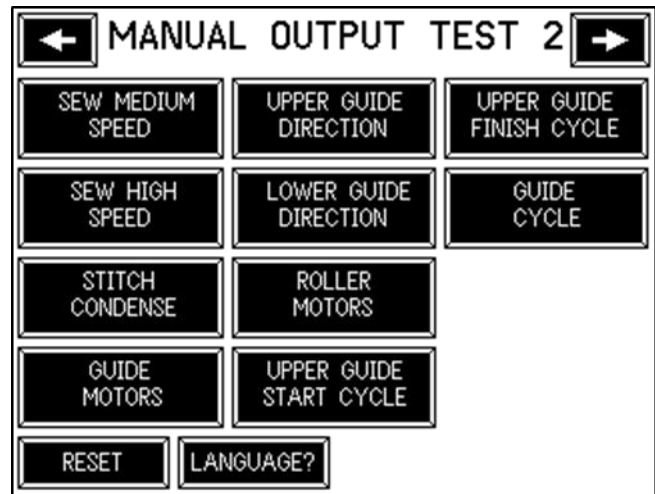 MANUAL OUTPUT TEST 2
SEW MEDIUM
SPEED
UPPER GUIDE
DIRECTION
UPPER GUIDE
FINISH CYCLE
SEW HIGH
SPEED
LOWER GUIDE
DIRECTION
GUIDE
CYCLE
STITCH
CONDENSE
ROLLER
MOTORS
GUIDE
MOTORS
UPPER GUIDE
START CYCLE
RESET
LANGUAGE?